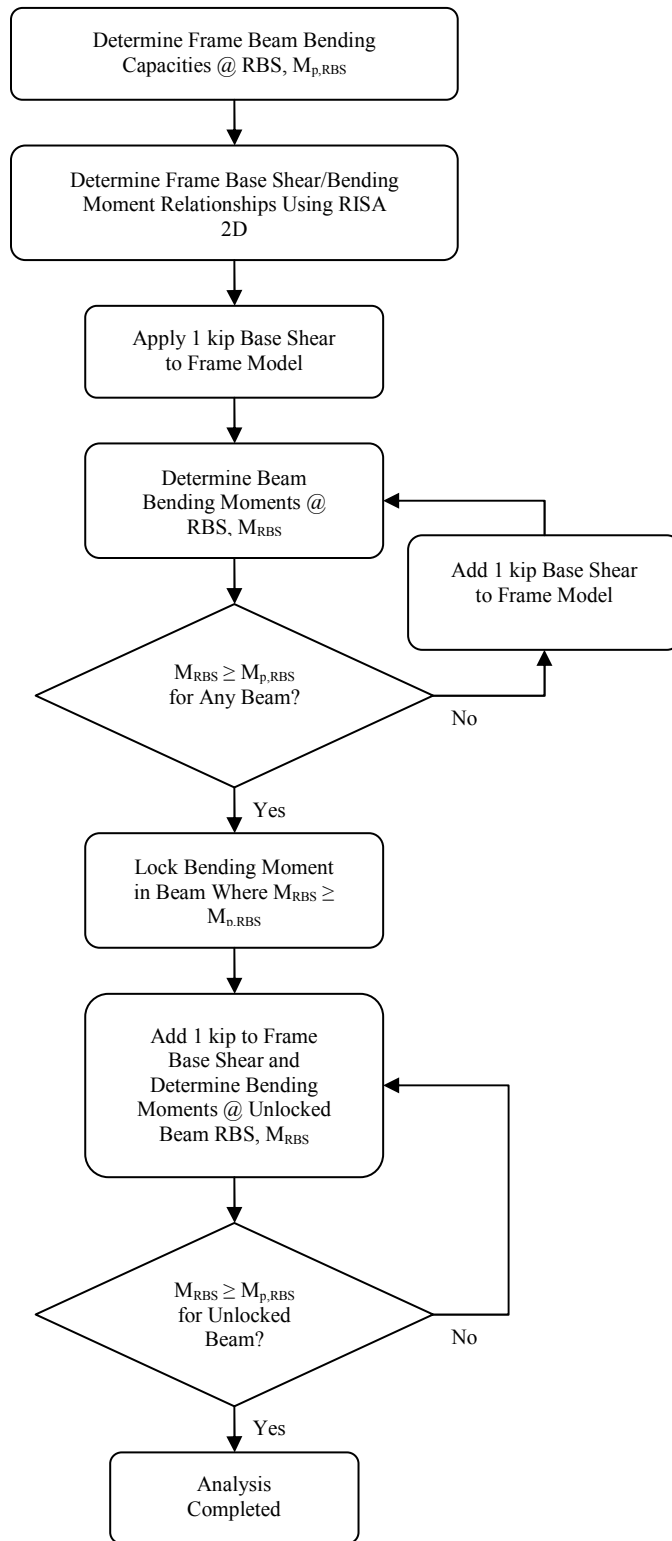 Determine Frame Beam Bending
Capacities @ RBS, Mp,RBS
Determine Frame Base Shear/Bending
Moment Relationships Using RISA
2D
Apply 1 kip Base Shear
to Frame Model
Determine Beam
Bending Moments @
RBS, MRBS
Add 1 kip Base Shear
to Frame Model
MRBS ≥ Mp,RBS
for Any Beam?
No
Yes
Lock Bending Moment
in Beam Where MRBS ≥
Mp,RBS
Add 1 kip to Frame
Base Shear and
Determine Bending
Moments @ Unlocked
Beam RBS, MRBS
MRBS ≥ Mp,RBS
for Unlocked
Beam?
No
Yes
Analysis
Completed